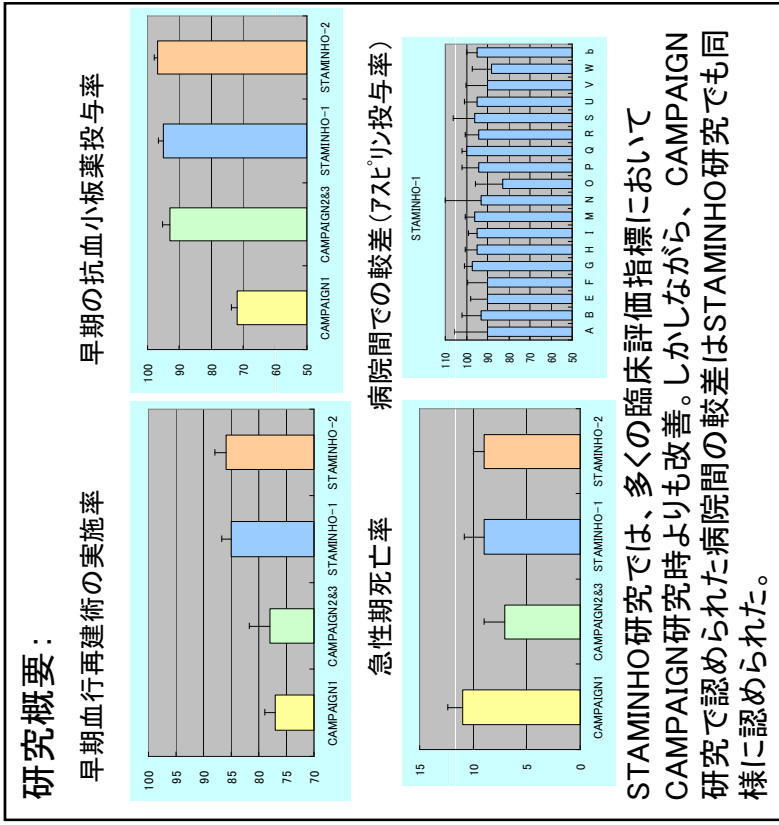 研究概要：
早期血行再建術の実施率
100
95
90
85
80
75
70
CAMPAIGN1 CAMPAIGN2&3 STAMINHO-1 STAMINHO-2
早期の抗血小板薬投与率
100
90
80
70
60
50
CAMPAIGN1 CAMPAIGN2&3 STAMINHO-1 STAMINHO-2
急性期死亡率
15
10
5
0
CAMPAIGN1 CAMPAIGN2&3 STAMINHO-1 STAMINHO-2
病院間での較差(アスピリン投与率)
STAMINHO-1
110
100
90
80
70
60
50
A B E F G H I M N O P Q R S U V W b
STAMINHO研究では、多くの臨床評価指標において
CAMPAIGN研究時よりも改善。しかしながら、CAMPAIGN
研究で認められた病院間の較差はSTAMINHO研究でも同
様に認められた。